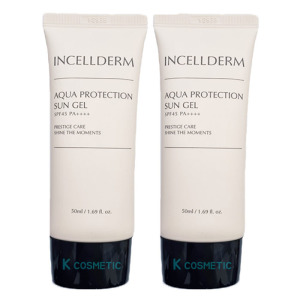 INCELLDERM
AQUA PROTECTION
SUN GEL
SPF45 PA++++
PRESTIGE CARE
SHINE THE MOMENTS
50ml / 1.69 fl. oz.
K COSMETIC
INCELLDERM
AQUA PROTECTION
SUN GEL
SPF45 PA++++
PRESTIGE CARE
SHINE THE MOMENTS
50ml / 1.69 fl. oz.
K COSMETIC